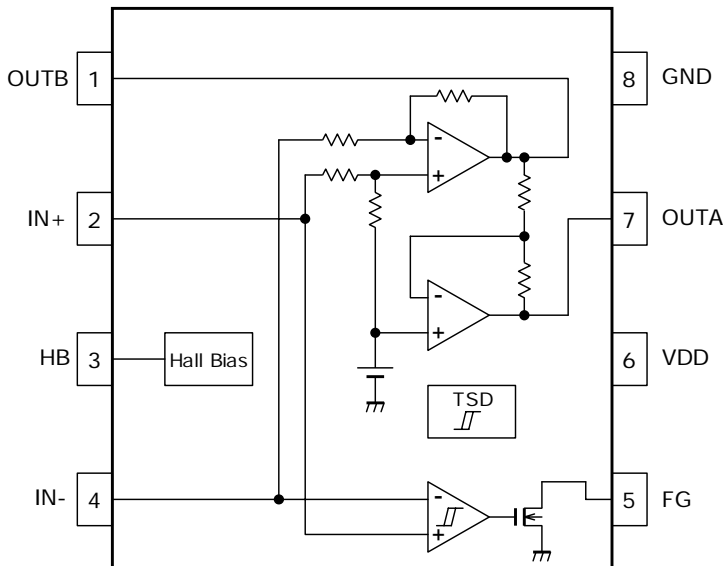 OUTB 1
8 GND
-
+
IN+ 2
7 OUTA
-
+
HB 3
Hall Bias
6 VDD
TSD
IN- 4
-
+
5 FG